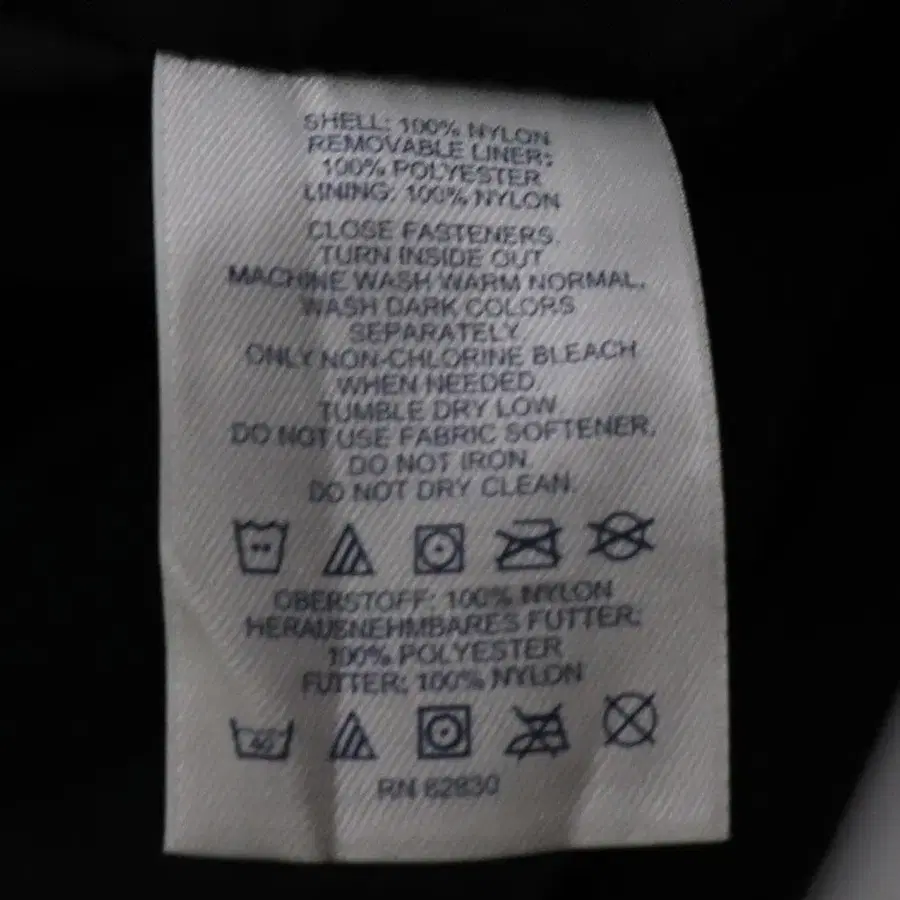 SHELL: 100% NYLON
REMOVABLE LINER:
100% POLYESTER
LINING: 100% NYLON
CLOSE FASTENERS.
TURN INSIDE OUT.
MACHINE WASH WARM NORMAL.
WASH DARK COLORS
SEPARATELY.
ONLY NON-CHLORINE BLEACH
WHEN NEEDED.
TUMBLE DRY LOW.
DO NOT USE FABRIC SOFTENER.
DO NOT IRON.
DO NOT DRY CLEAN.
OBERSTOFF: 100% NYLON
HERAUSNEHMBARES FUTTER:
100% POLYESTER
FUTTER: 100% NYLON
40
RN 62830